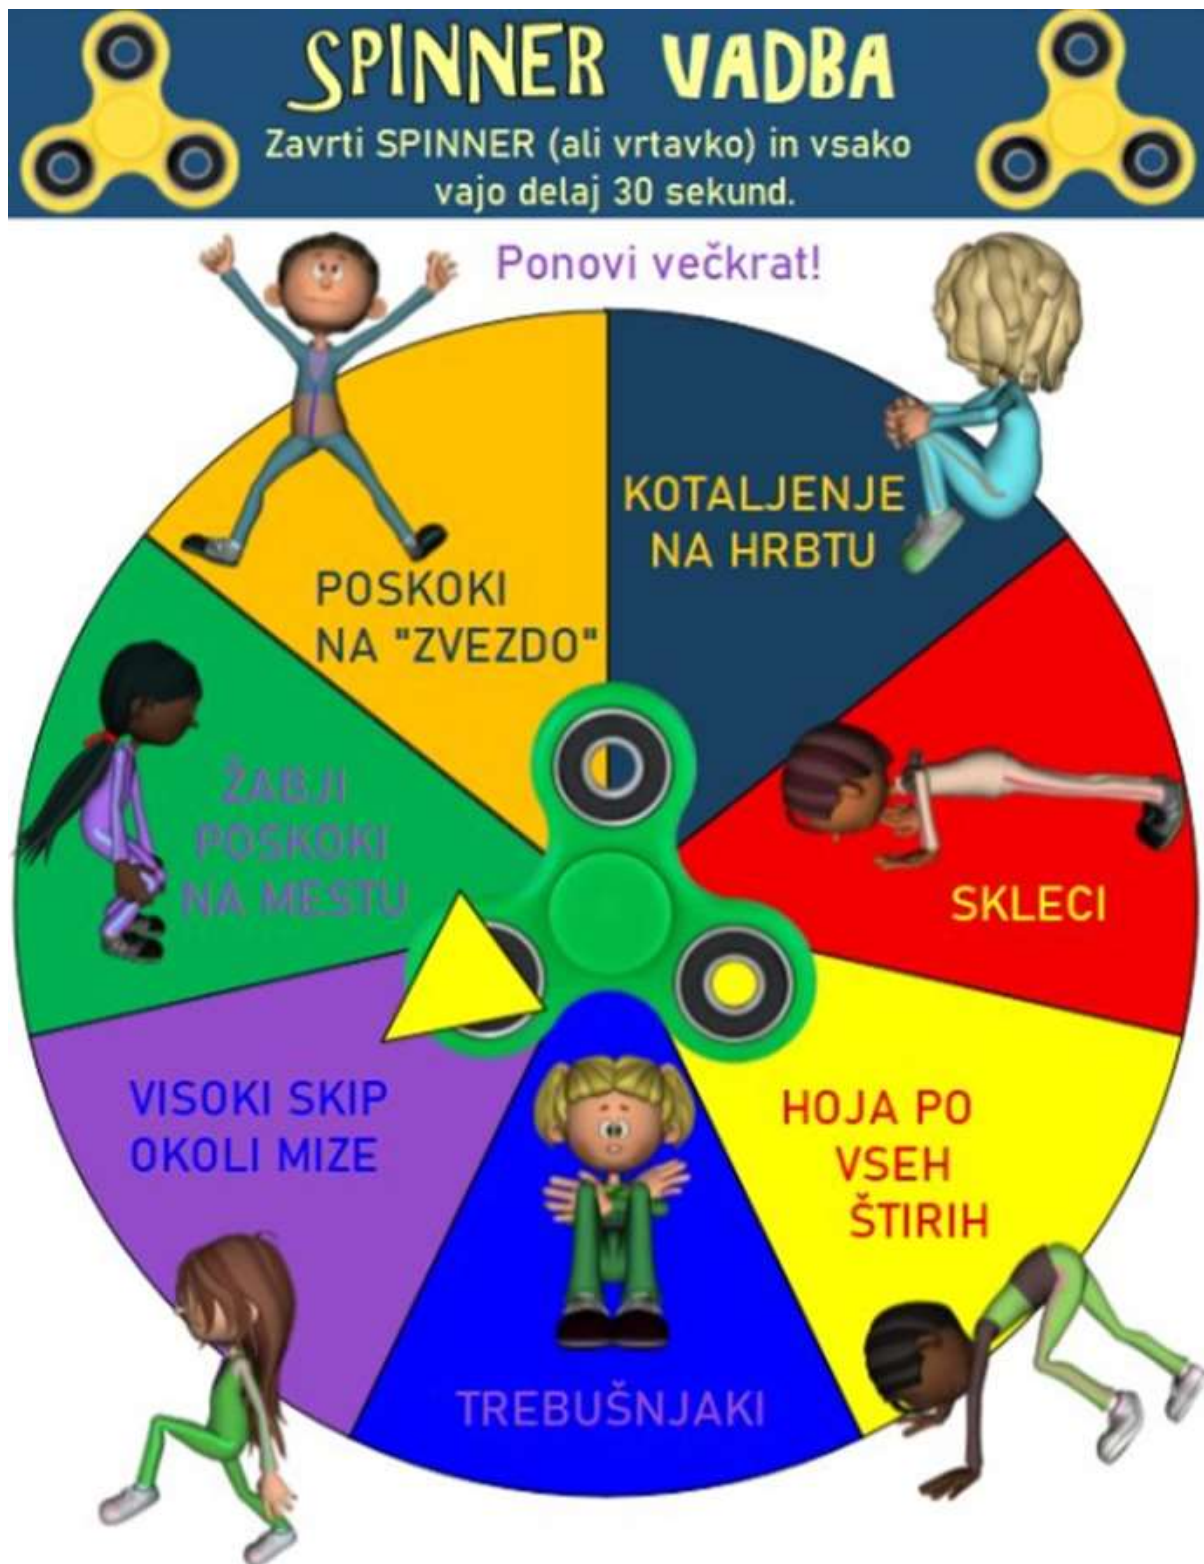 SPINNER VADBA
Zavrti SPINNER (ali vrtavko) in vsako
vajo delaj 30 sekund.
Ponovi večkrat!
KOTALJENJE
NA HRBTU
SKLECI
HOJA PO
VSEH
ŠTIRIH
TREBUŠNJAKI
VISOKI SKIP
OKOLI MIZE
ŽABJI
POSKOKI
NA MESTU
POSKOKI
NA "ZVEZDO"